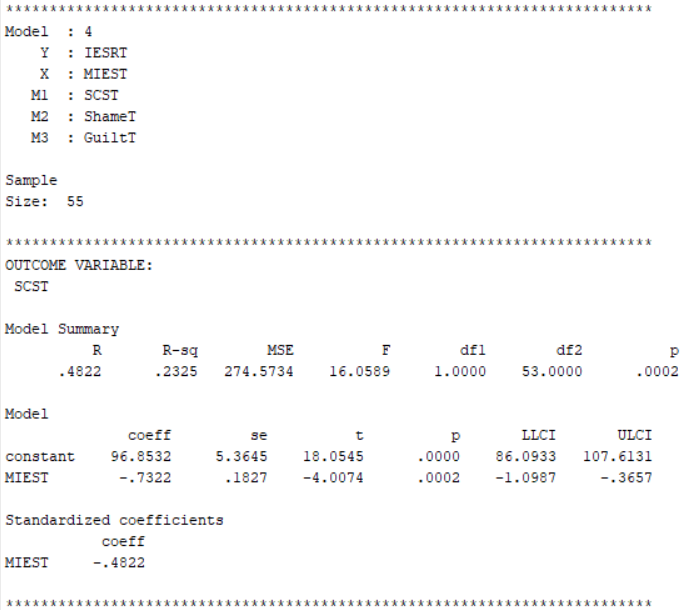 ***************************************************************************
Model  : 4
    Y  : IESRT
    X  : MIEST
   M1  : SCST
   M2  : ShameT
   M3  : GuiltT
Sample
Size:  55
***************************************************************************
OUTCOME VARIABLE:
 SCST
Model Summary
          R       R-sq        MSE          F        df1        df2          p
      .4822      .2325   274.5734    16.0589     1.0000    53.0000      .0002
Model
              coeff         se          t          p       LLCI       ULCI
constant    96.8532     5.3645    18.0545      .0000    86.0933   107.6131
MIEST        -.7322      .1827    -4.0074      .0002    -1.0987     -.3657
Standardized coefficients
           coeff
MIEST     -.4822
***************************************************************************